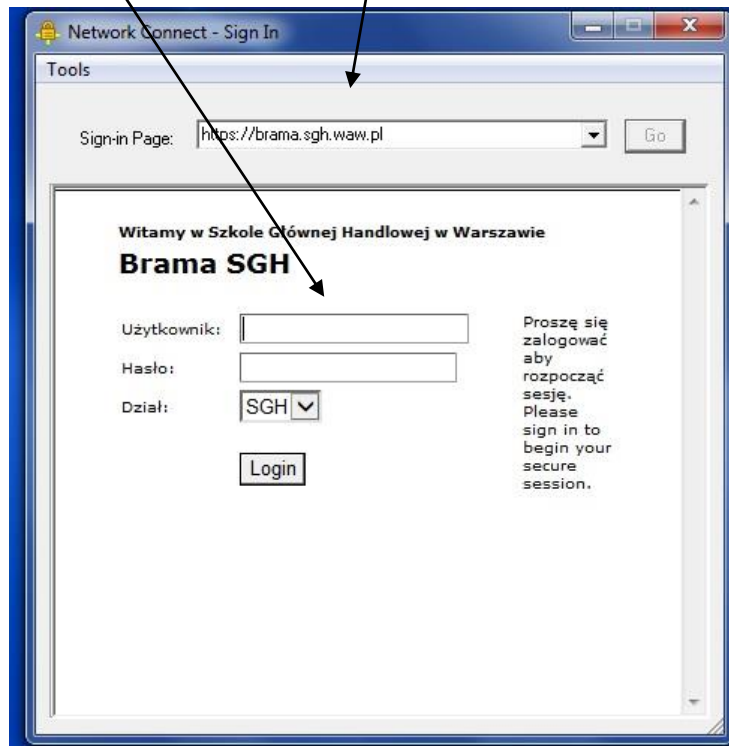 Network Connect - Sign In
Tools
Sign-in Page: https://brama.sgh.waw.pl Go
Witamy w Szkole Głównej Handlowej w Warszawie
Brama SGH
Użytkownik:
Hasło:
Dział: SGH
Login
Proszę się
zalogować
aby
rozpocząć
sesję.
Please
sign in to
begin your
secure
session.